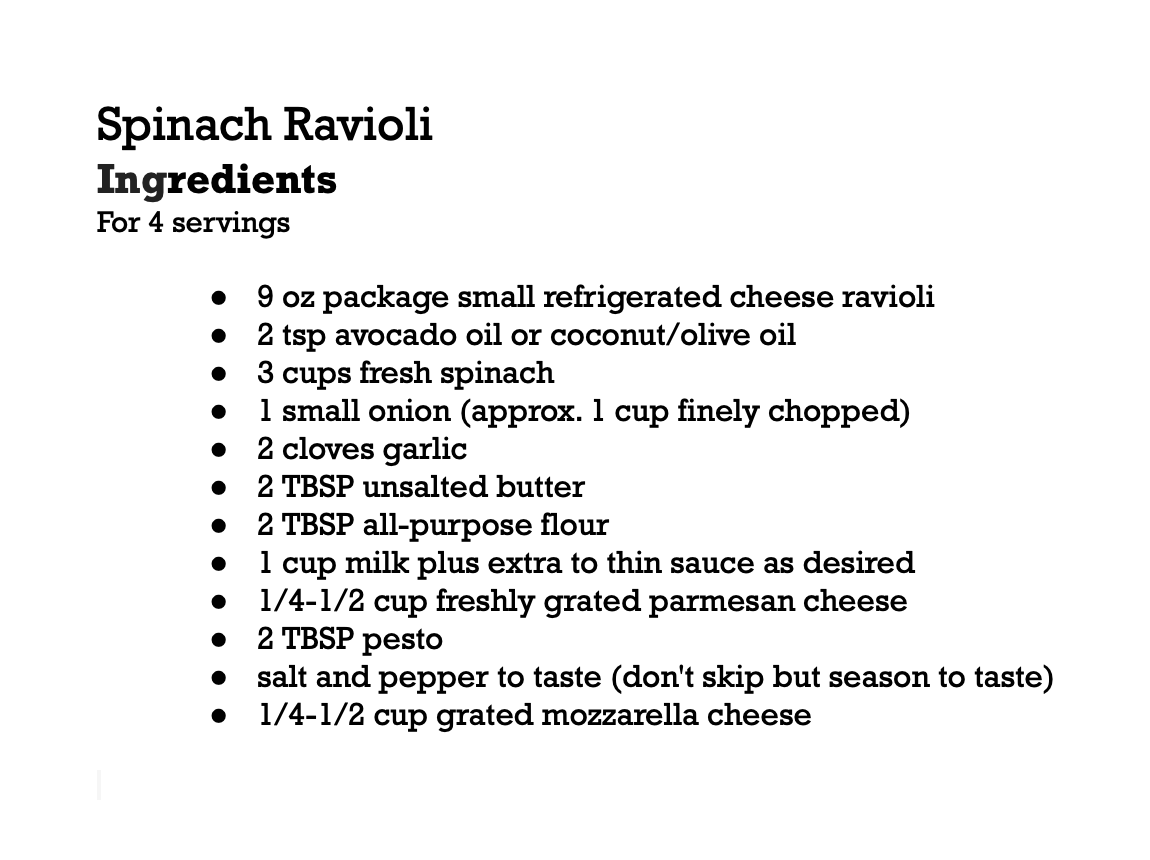 Spinach Ravioli
Ingredients
For 4 servings
● 9 oz package small refrigerated cheese ravioli
● 2 tsp avocado oil or coconut/olive oil
● 3 cups fresh spinach
● 1 small onion (approx. 1 cup finely chopped)
● 2 cloves garlic
● 2 TBSP unsalted butter
● 2 TBSP all-purpose flour
● 1 cup milk plus extra to thin sauce as desired
● 1/4-1/2 cup freshly grated parmesan cheese
● 2 TBSP pesto
● salt and pepper to taste (don't skip but season to taste)
● 1/4-1/2 cup grated mozzarella cheese